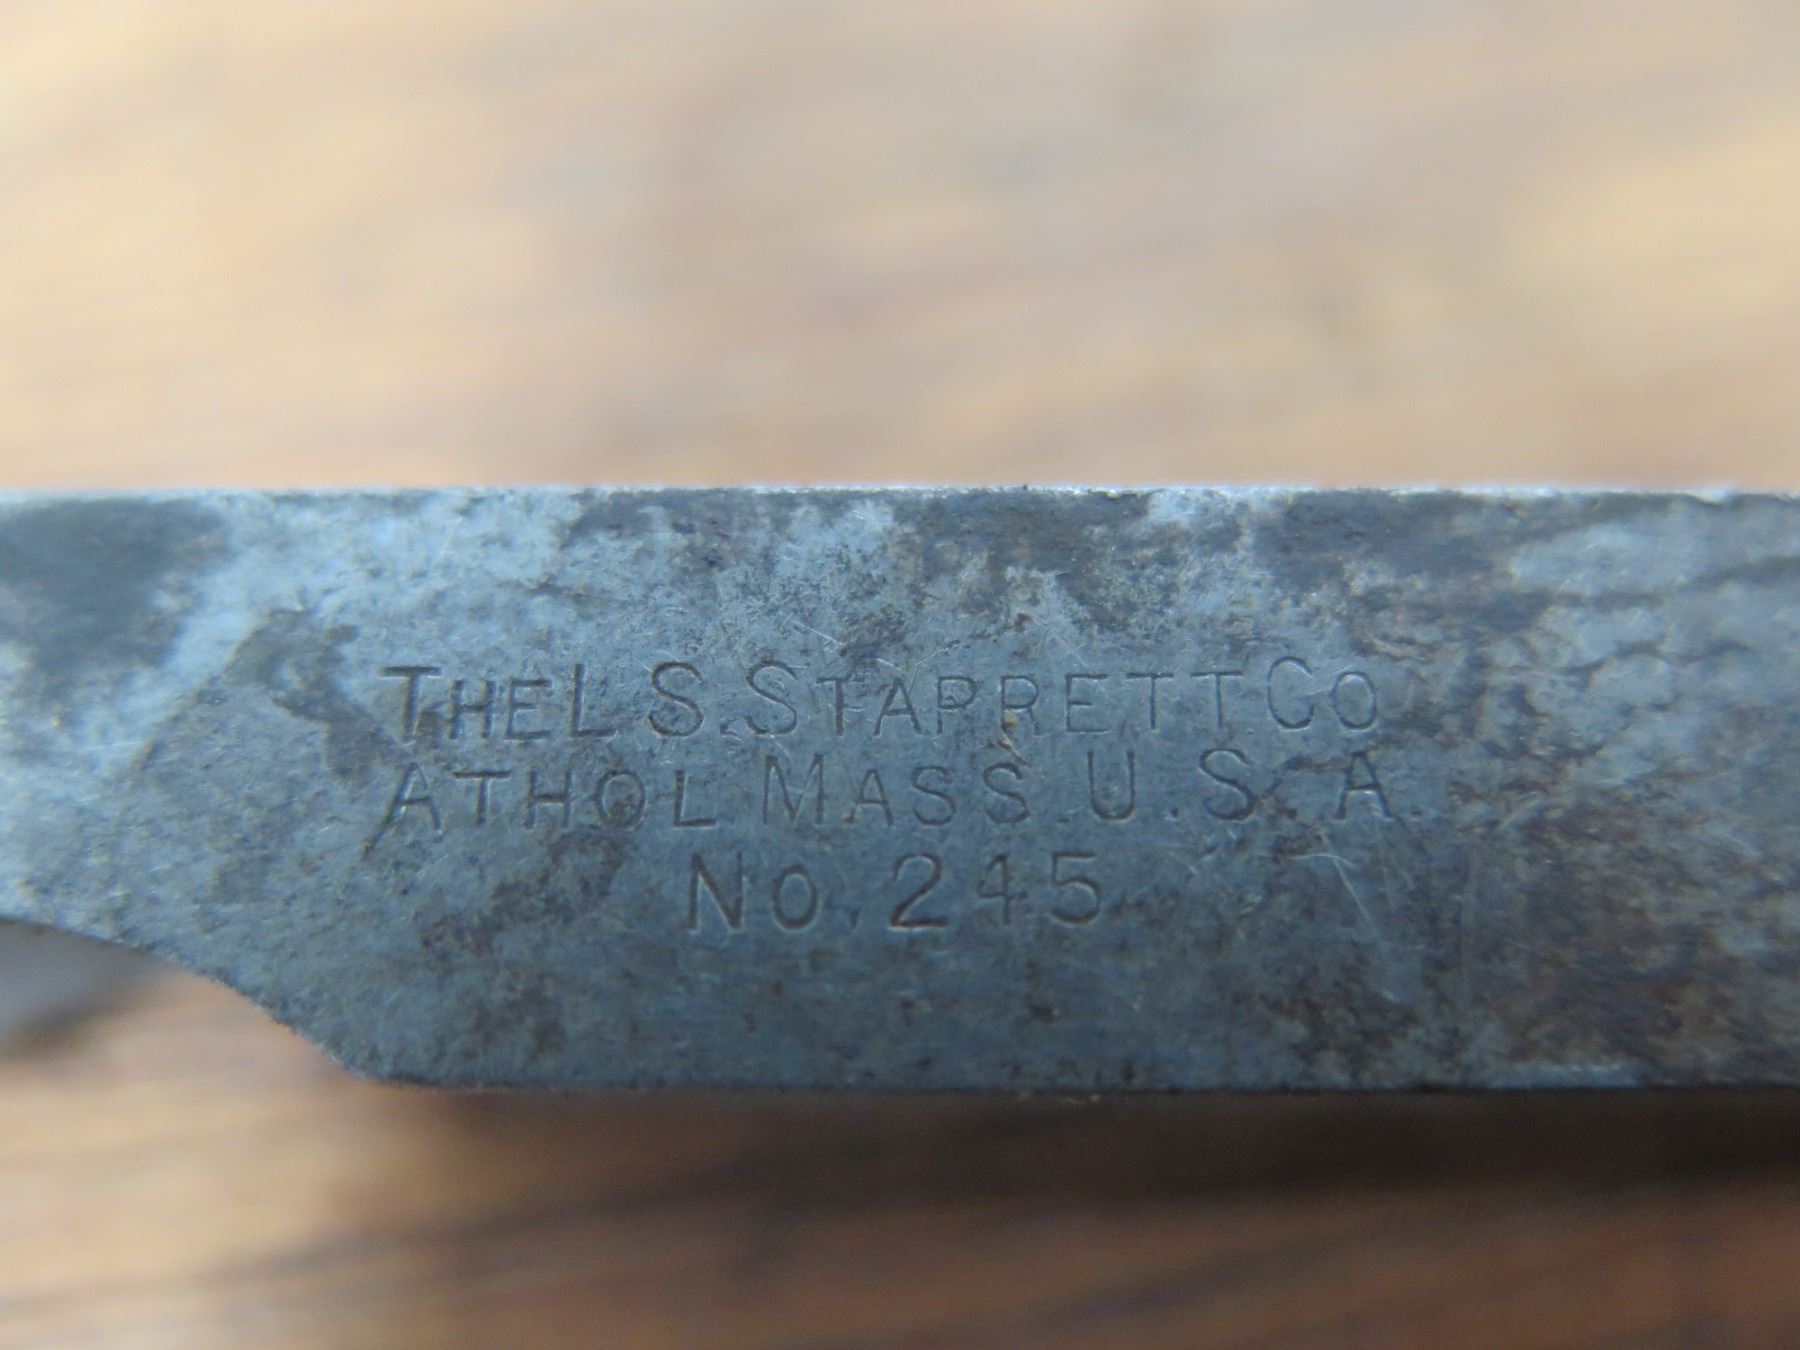 THE L. S. STARRETT CO
ATHOL MASS. U. S. A.
No. 245